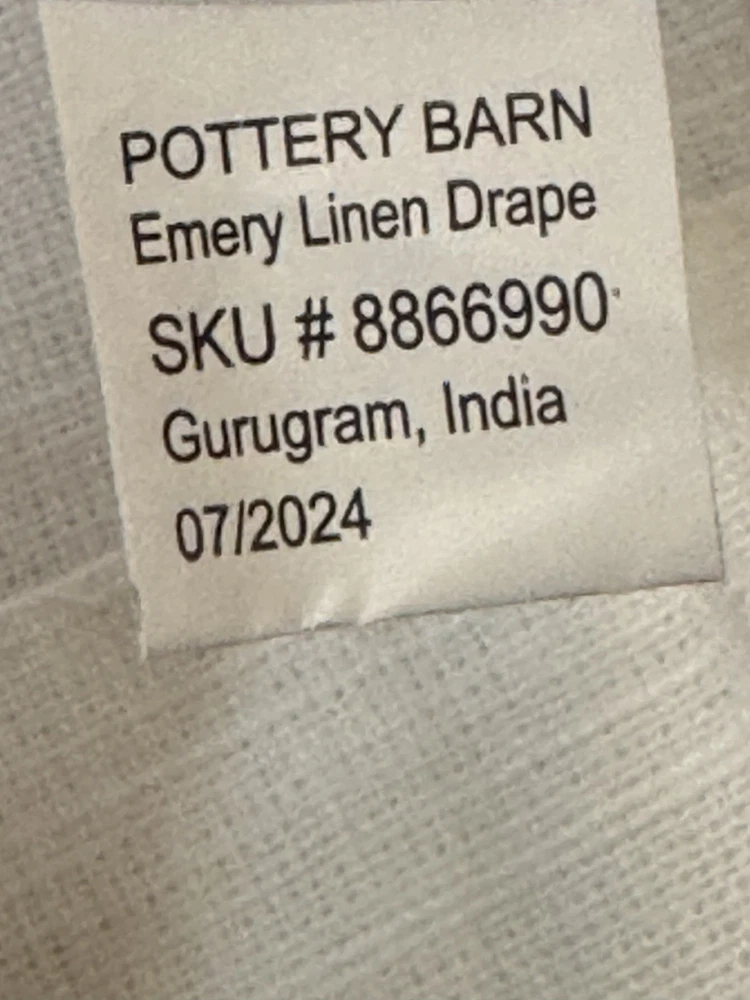 POTTERY BARN
Emery Linen Drape
SKU # 8866990
Gurugram, India
07/2024